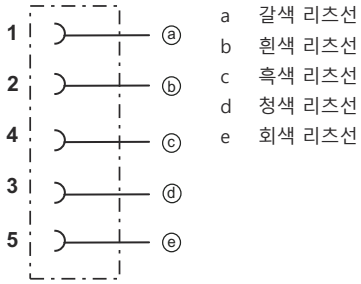 1 ⓐ
2 ⓑ
4 ⓒ
3 ⓓ
5 ⓔ
a 갈색 리츠선
b 흰색 리츠선
c 흑색 리츠선
d 청색 리츠선
e 회색 리츠선